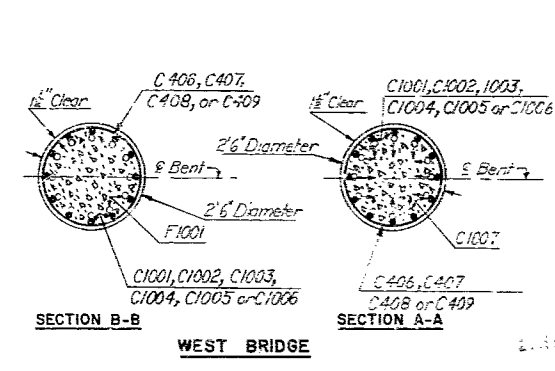 C406, C407,
C408, or C409
1½" Clear
C1001, C1002, 1003,
C1004, C1005 or C1006
1½" Clear
2'6" Diameter
℄ Bent
℄ Bent
2'6" Diameter
F1001
C1007
C1001, C1002, C1003,
C1004, C1005 or C1006
C406, C407
C408 or C409
SECTION B-B
SECTION A-A
WEST BRIDGE